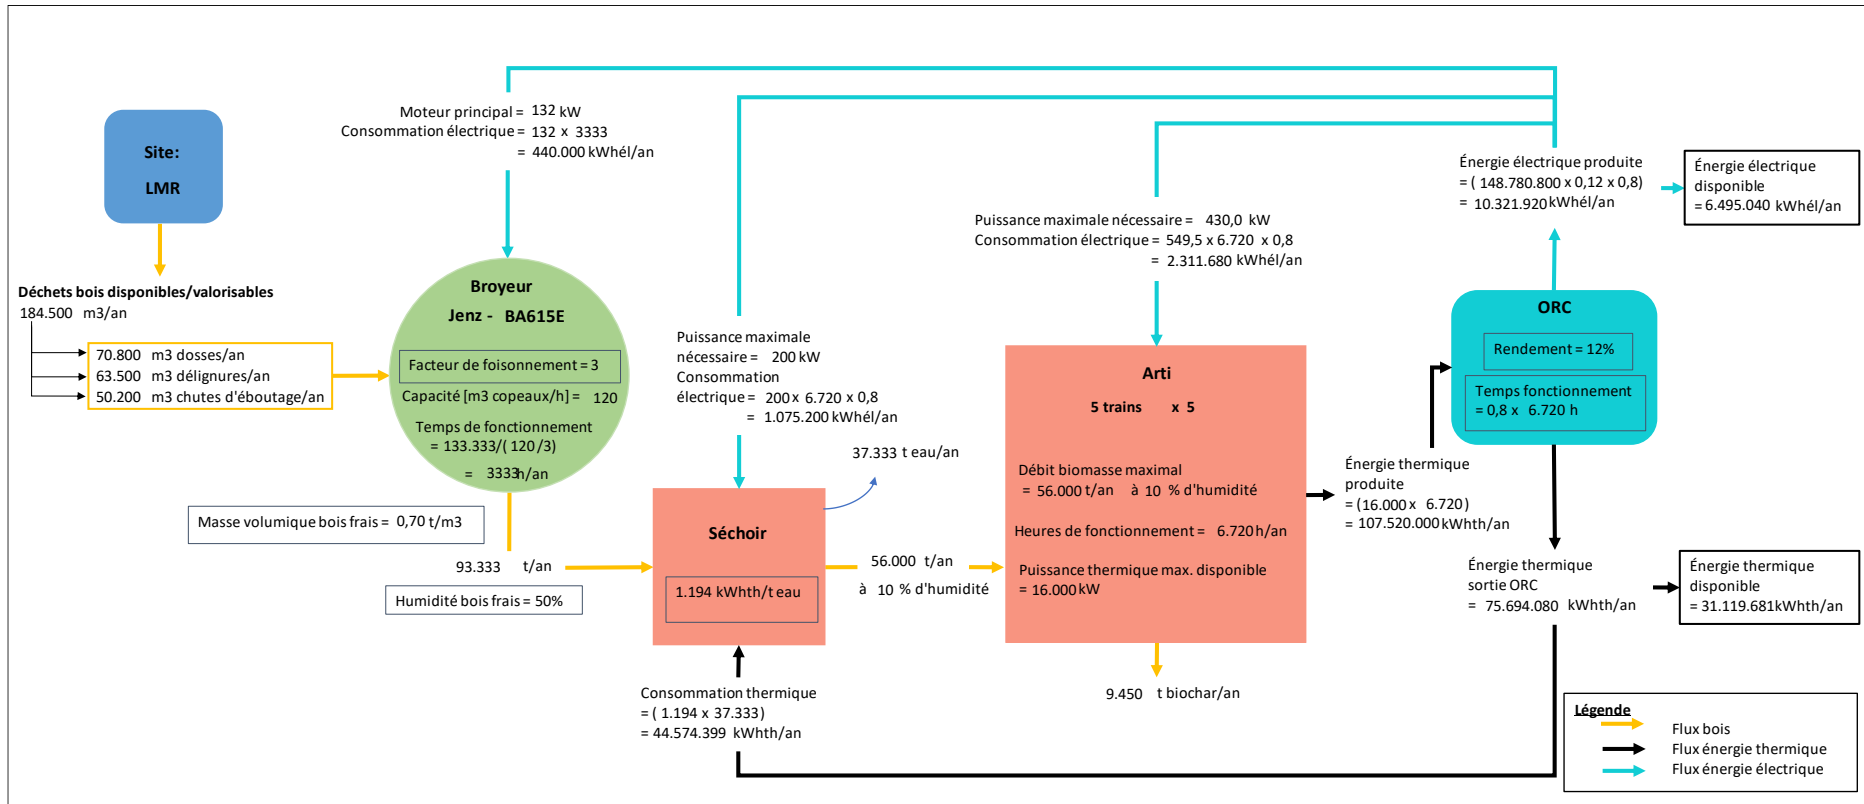 Site:
LMR
Déchets bois disponibles/valorisables
184.500 m3/an
70.800 m3 dosses/an
63.500 m3 délignures/an
50.200 m3 chutes d'éboutage/an
Moteur principal = 132 kW
Consommation électrique = 132 x 3333
= 440.000 kWhél/an
Broyeur
Jenz - BA615E
Facteur de foisonnement = 3
Capacité [m3 copeaux/h] = 120
Temps de fonctionnement
= 133.333/( 120 /3)
= 3333h/an
Masse volumique bois frais = 0,70 t/m3
93.333 t/an
Humidité bois frais = 50%
Puissance maximale
nécessaire = 200 kW
Consommation
électrique = 200 x 6.720 x 0,8
= 1.075.200 kWhél/an
37.333 t eau/an
Séchoir
1.194 kWhth/t eau
56.000 t/an
à 10 % d'humidité
Consommation thermique
= ( 1.194 x 37.333)
= 44.574.399 kWhth/an
Puissance maximale nécessaire = 430,0 kW
Consommation électrique = 549,5 x 6.720 x 0,8
= 2.311.680 kWhél/an
Arti
5 trains x 5
Débit biomasse maximal
= 56.000 t/an à 10 % d'humidité
Heures de fonctionnement = 6.720 h/an
Puissance thermique max. disponible
= 16.000 kW
9.450 t biochar/an
Énergie thermique
produite
= (16.000 x 6.720)
= 107.520.000 kWhth/an
Énergie électrique produite
= ( 148.780.800 x 0,12 x 0,8)
= 10.321.920 kWhél/an
Énergie électrique
disponible
= 6.495.040 kWhél/an
ORC
Rendement = 12%
Temps fonctionnement
= 0,8 x 6.720 h
Énergie thermique
sortie ORC
= 75.694.080 kWhth/an
Énergie thermique
disponible
= 31.119.681kWhth/an
Légende
Flux bois
Flux énergie thermique
Flux énergie électrique